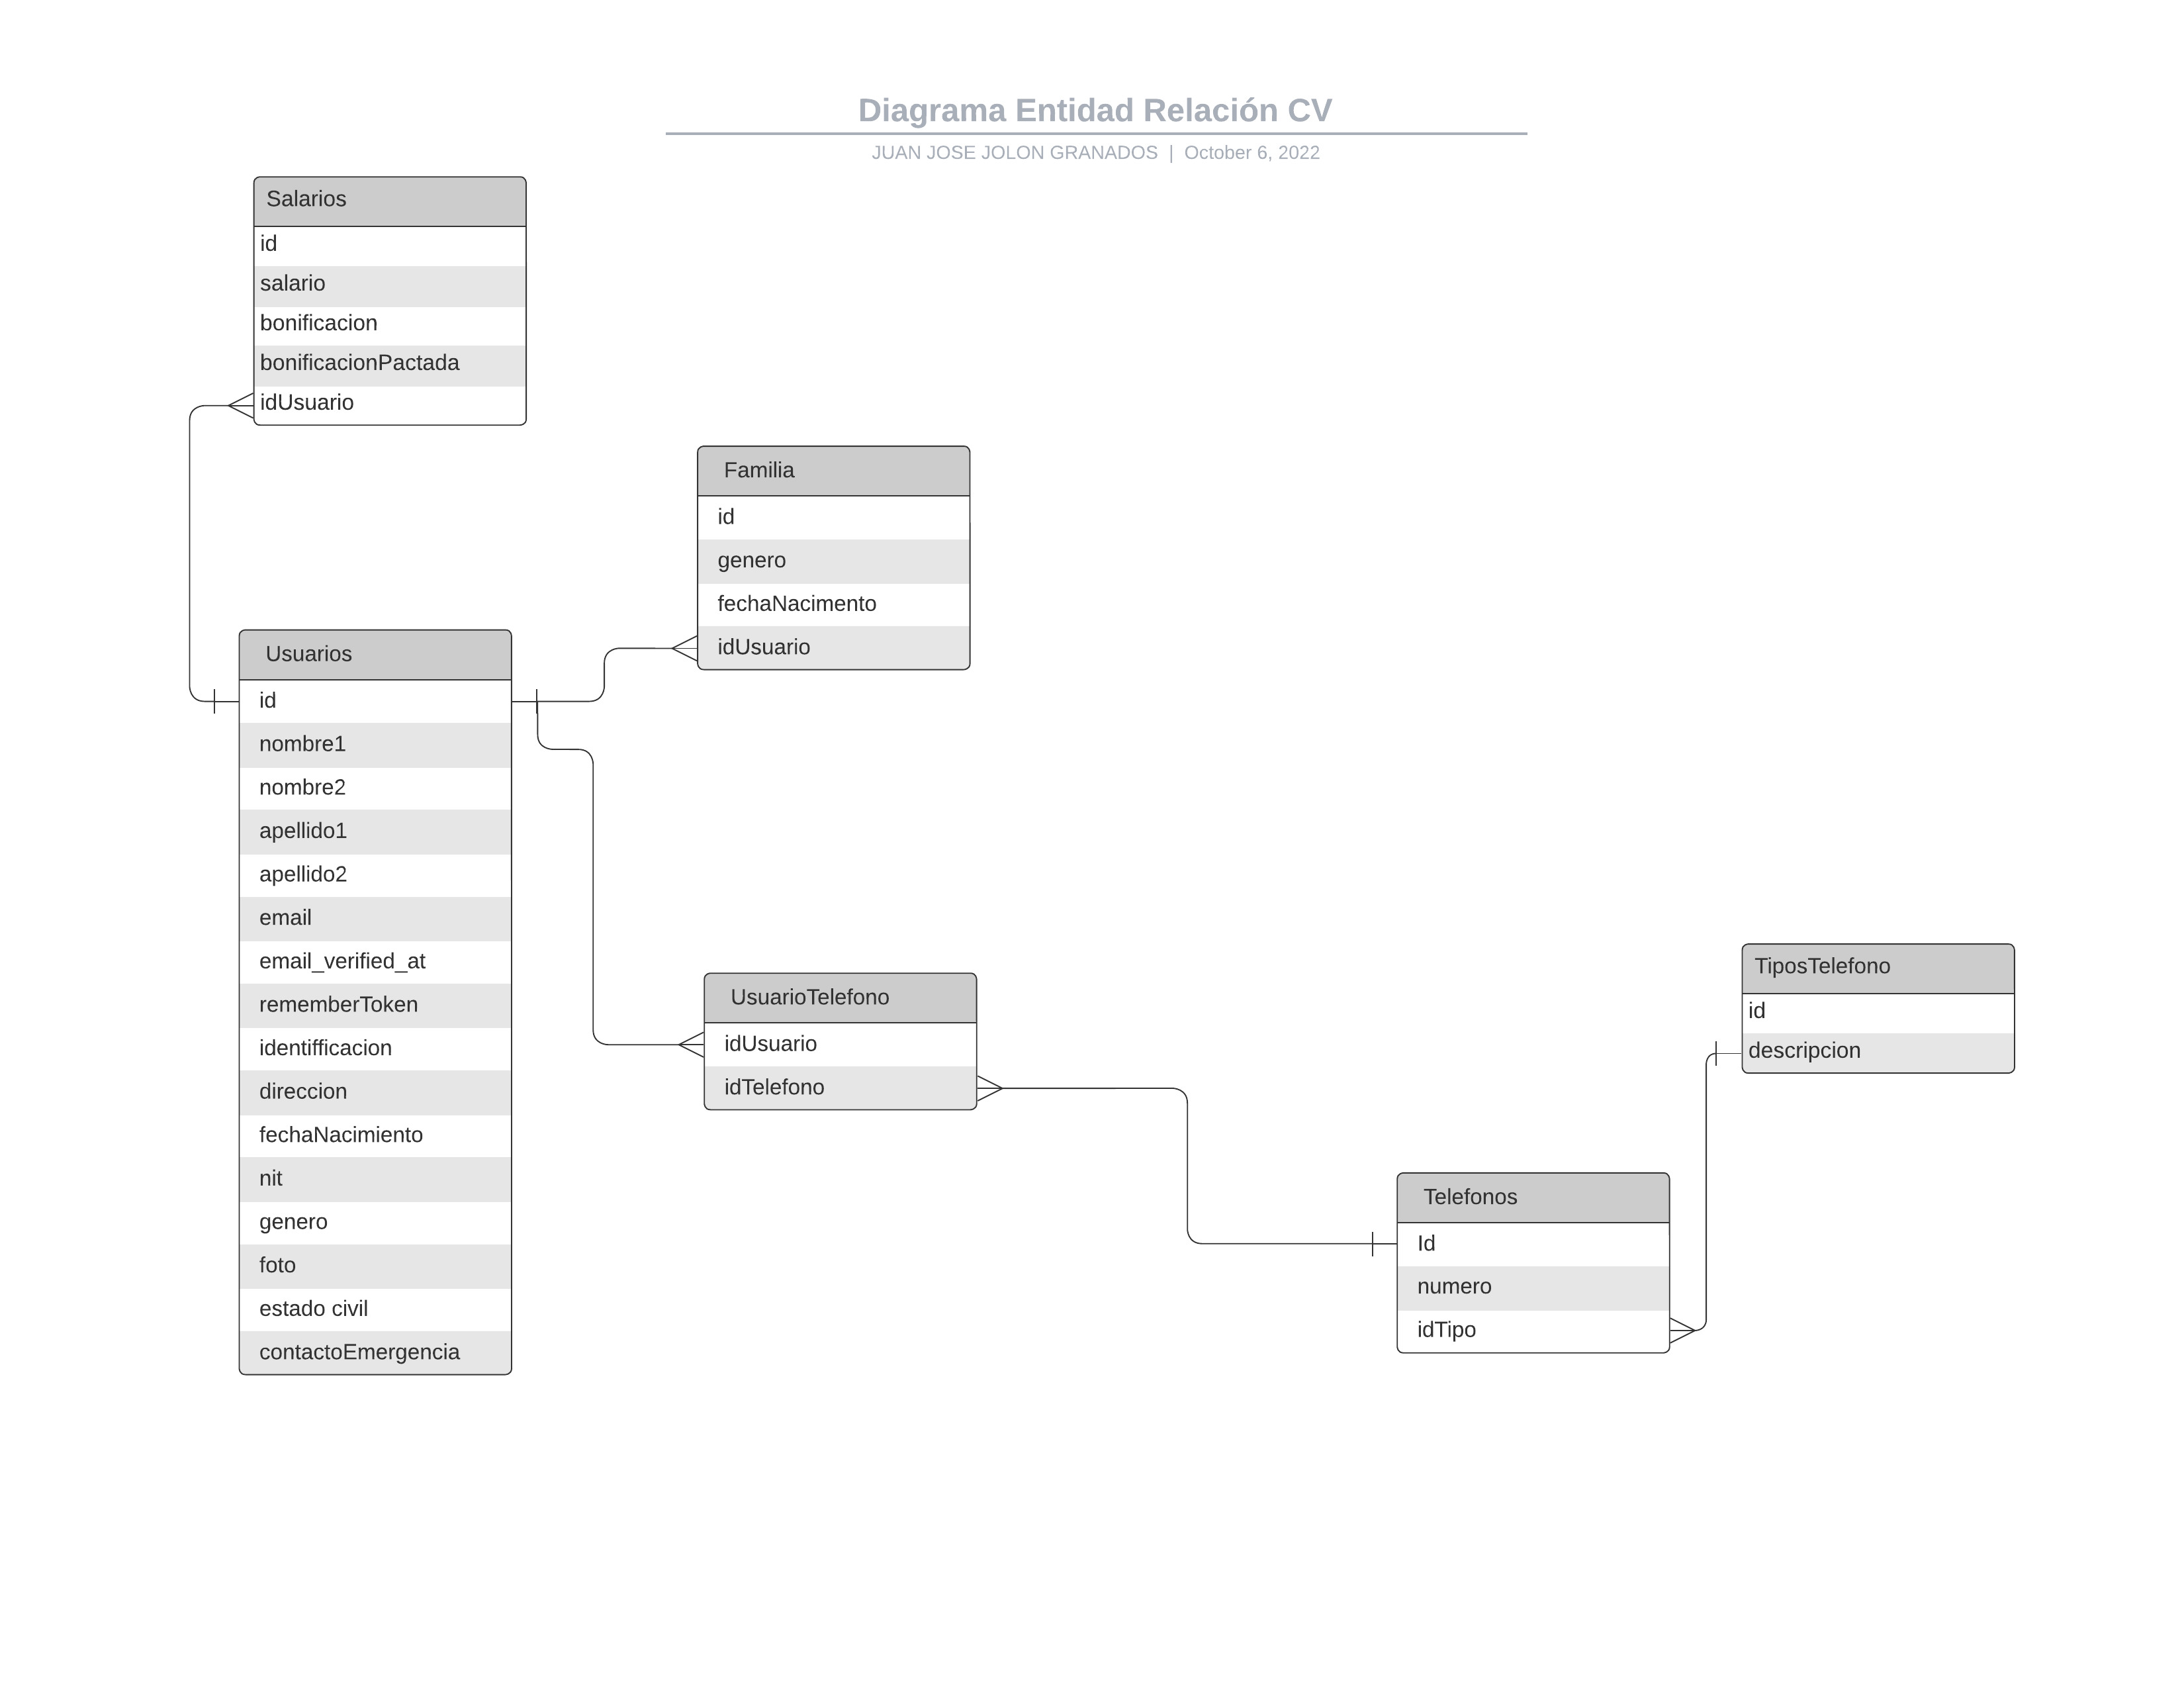 Diagrama Entidad Relación CV
JUAN JOSE JOLON GRANADOS | October 6, 2022
Salarios
id
salario
bonificacion
bonificacionPactada
idUsuario
Familia
id
genero
fechaNacimento
idUsuario
Usuarios
id
nombre1
nombre2
apellido1
apellido2
email
email_verified_at
rememberToken
identifficacion
direccion
fechaNacimiento
nit
genero
foto
estado civil
contactoEmergencia
UsuarioTelefono
idUsuario
idTelefono
TiposTelefono
id
descripcion
Telefonos
Id
numero
idTipo